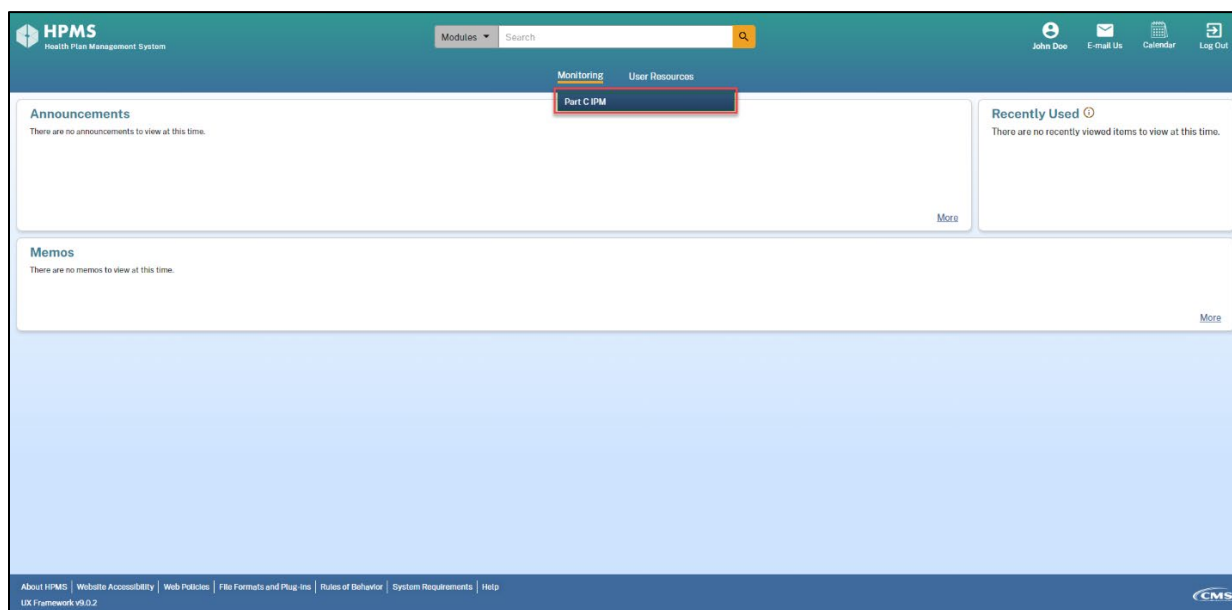 HPMS
Health Plan Management System
Modules
Search
John Doe
E-mail Us
Calendar
Log Out
Monitoring
User Resources
Part C IPM
Announcements
There are no announcements to view at this time.
More
Recently Used
There are no recently viewed items to view at this time.
Memos
There are no memos to view at this time.
More
About HPMS | Website Accessibility | Web Policies | File Formats and Plug-ins | Rules of Behavior | System Requirements | Help
UX Framework v9.0.2
CMS